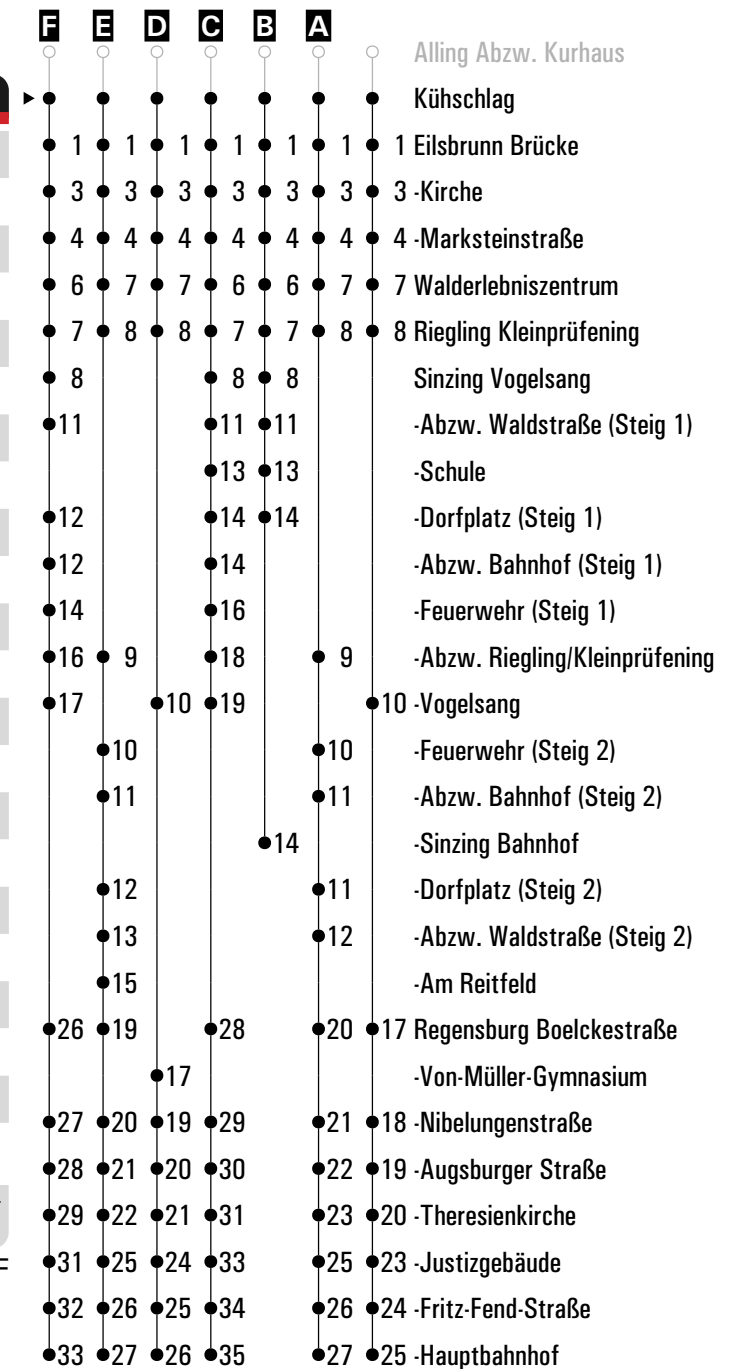 F E D C B A
Alling Abzw. Kurhaus
Kühschlag
1 1 1 1 1 1 1 Eilsbrunn Brücke
3 3 3 3 3 3 3 -Kirche
4 4 4 4 4 4 4 -Marksteinstraße
6 7 7 6 6 7 7 Walderlebniszentrum
7 8 8 7 7 8 8 Riegling Kleinprüfening
8 8 8 Sinzing Vogelsang
11 11 11 -Abzw. Waldstraße (Steig 1)
13 13 -Schule
12 14 14 -Dorfplatz (Steig 1)
12 14 -Abzw. Bahnhof (Steig 1)
14 16 -Feuerwehr (Steig 1)
16 9 18 9 -Abzw. Riegling/Kleinprüfening
17 10 19 10 -Vogelsang
10 10 -Feuerwehr (Steig 2)
11 11 -Abzw. Bahnhof (Steig 2)
14 -Sinzing Bahnhof
12 11 -Dorfplatz (Steig 2)
13 12 -Abzw. Waldstraße (Steig 2)
15 -Am Reitfeld
26 19 28 20 17 Regensburg Boelckestraße
17 -Von-Müller-Gymnasium
27 20 19 29 21 18 -Nibelungenstraße
28 21 20 30 22 19 -Augsburger Straße
29 22 21 31 23 20 -Theresienkirche
31 25 24 33 25 23 -Justizgebäude
32 26 25 34 26 24 -Fritz-Fend-Straße
33 27 26 35 27 25 -Hauptbahnhof